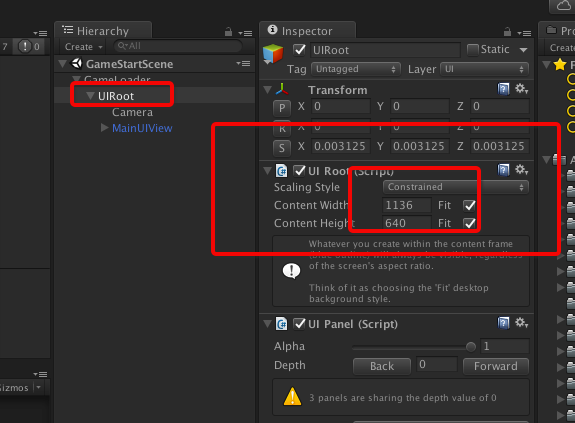 Hierarchy
7
0
Create
All
GameStartScene
GameLoader
UIRoot
Camera
MainUIView
Gizmos
Inspector
UIRoot
Static
Tag Untagged Layer UI
Transform
P X 0 Y 0 Z 0
R X 0 Y 0 Z 0
S X 0.003125 Y 0.003125 Z 0.003125
UI Root (Script)
Scaling Style Constrained
Content Width 1136 Fit
Content Height 640 Fit
Whatever you create within the content frame
(blue outline) will always be visible, regardless
of the screen's aspect ratio.
Think of it as choosing the 'Fit' desktop
background style.
UI Panel (Script)
Alpha 1
Depth Back 0 Forward
3 panels are sharing the depth value of 0
Create